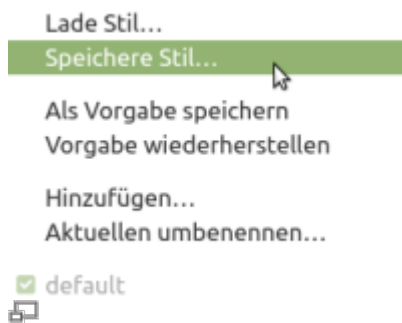 Lade Stil...
Speichere Stil...
Als Vorgabe speichern
Vorgabe wiederherstellen
Hinzufügen...
Aktuellen umbenennen...
default